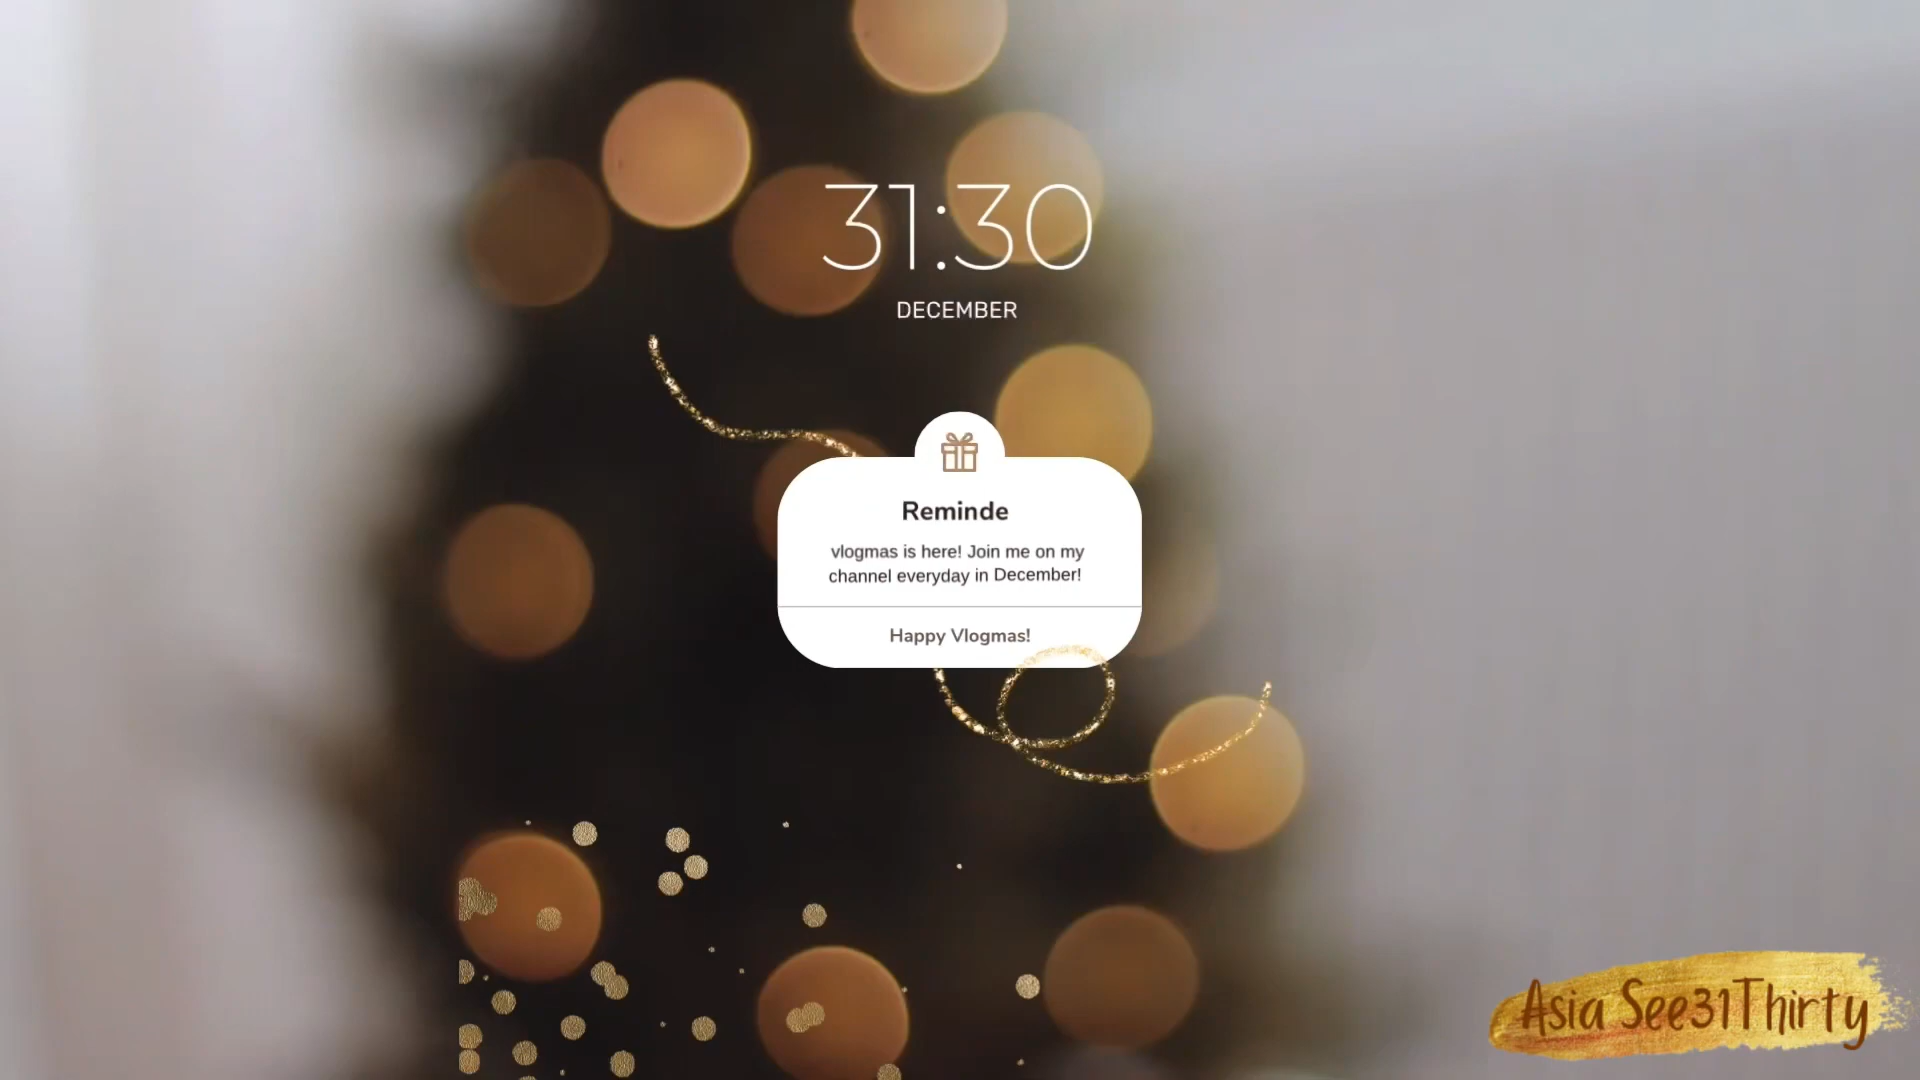 31:30
DECEMBER
Reminde
vlogmas is here! Join me on my
channel everyday in December!
Happy Vlogmas!
Asia See31Thirty